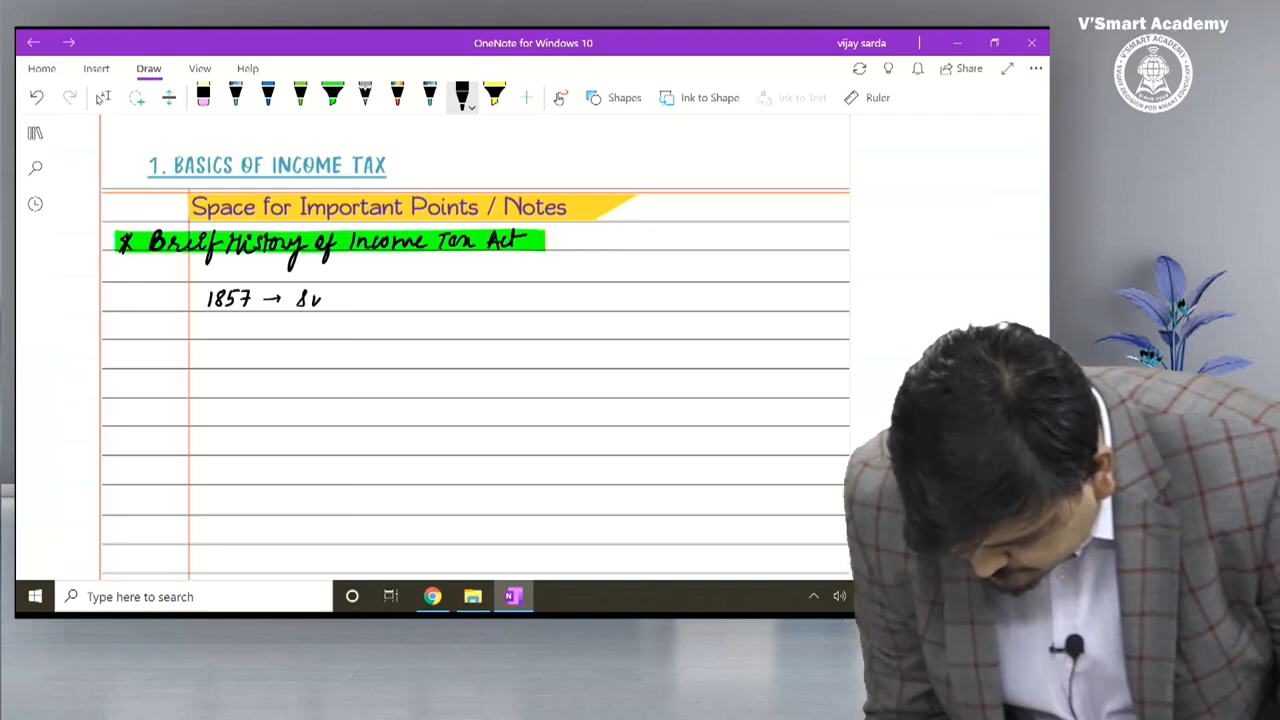 V'Smart Academy
OneNote for Windows 10
vijay sarda
Home Insert Draw View Help
Share
Shapes Ink to Shape Ink to Text Ruler
1. BASICS OF INCOME TAX
Space for Important Points / Notes
* Brief History of Income Tax Act
1857 →
Type here to search